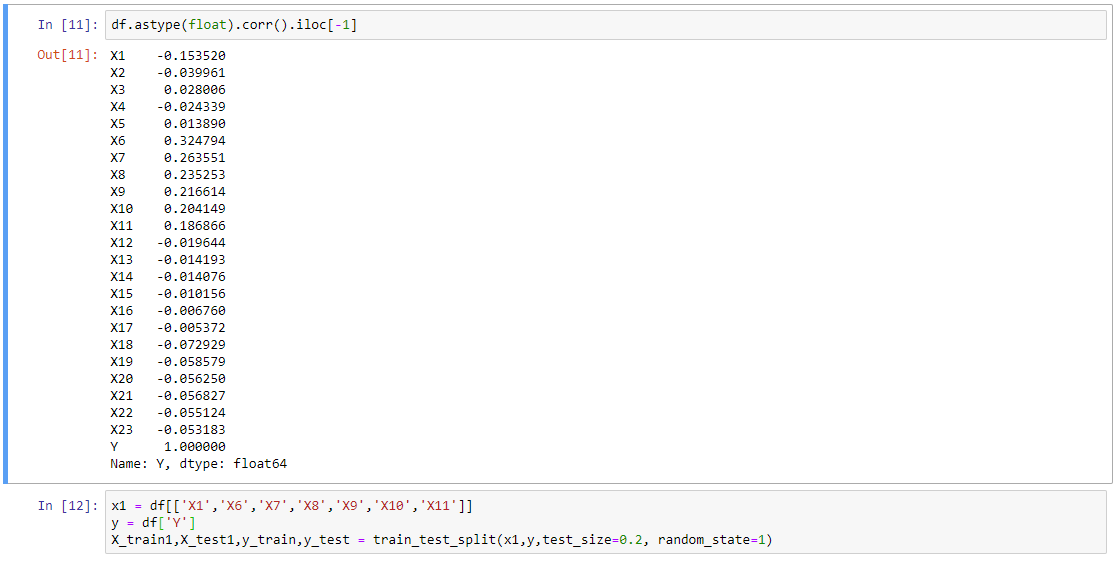 In [11]: df.astype(float).corr().iloc[-1]
Out[11]: X1 -0.153520
X2 -0.039961
X3 0.028006
X4 -0.024339
X5 0.013890
X6 0.324794
X7 0.263551
X8 0.235253
X9 0.216614
X10 0.204149
X11 0.186866
X12 -0.019644
X13 -0.014193
X14 -0.014076
X15 -0.010156
X16 -0.006760
X17 -0.005372
X18 -0.072929
X19 -0.058579
X20 -0.056250
X21 -0.056827
X22 -0.055124
X23 -0.053183
Y 1.000000
Name: Y, dtype: float64
In [12]: x1 = df[['X1','X6','X7','X8','X9','X10','X11']]
y = df['Y']
X_train1,X_test1,y_train,y_test = train_test_split(x1,y,test_size=0.2, random_state=1)